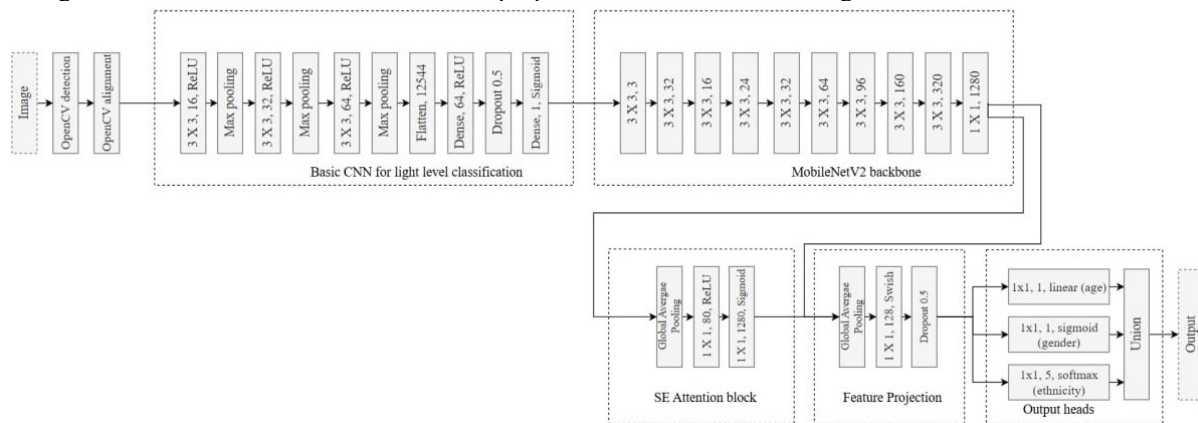 Image
OpenCV detection
OpenCV alignment
3 X 3, 16, ReLU
Max pooling
3 X 3, 32, ReLU
Max pooling
3 X 3, 64, ReLU
Max pooling
Flatten, 12544
Dense, 64, ReLU
Dropout 0.5
Dense, 1, Sigmoid
Basic CNN for light level classification
3 X 3, 3
3 X 3, 32
3 X 3, 16
3 X 3, 24
3 X 3, 32
3 X 3, 64
3 X 3, 96
3 X 3, 160
3 X 3, 320
1 X 1, 1280
MobileNetV2 backbone
Global Avergae
Pooling
1 X 1, 80, ReLU
1 X 1, 1280, Sigmoid
SE Attention block
Global Avergae
Pooling
1 X 1, 128, Swish
Dropout 0.5
Feature Projection
1x1, 1, linear (age)
1x1, 1, sigmoid
(gender)
1x1, 5, softmax
(ethnicity)
Union
Output heads
Output